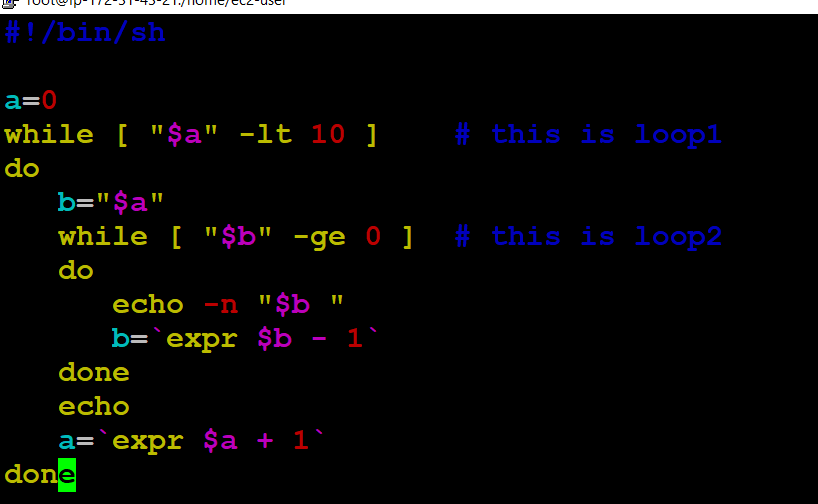 root@ip-172-31-45-21:/home/ec2-user
#!/bin/sh

a=0
while [ "$a" -lt 10 ]    # this is loop1
do
   b="$a"
   while [ "$b" -ge 0 ]  # this is loop2
   do
      echo -n "$b "
      b=`expr $b - 1`
   done
   echo
   a=`expr $a + 1`
done